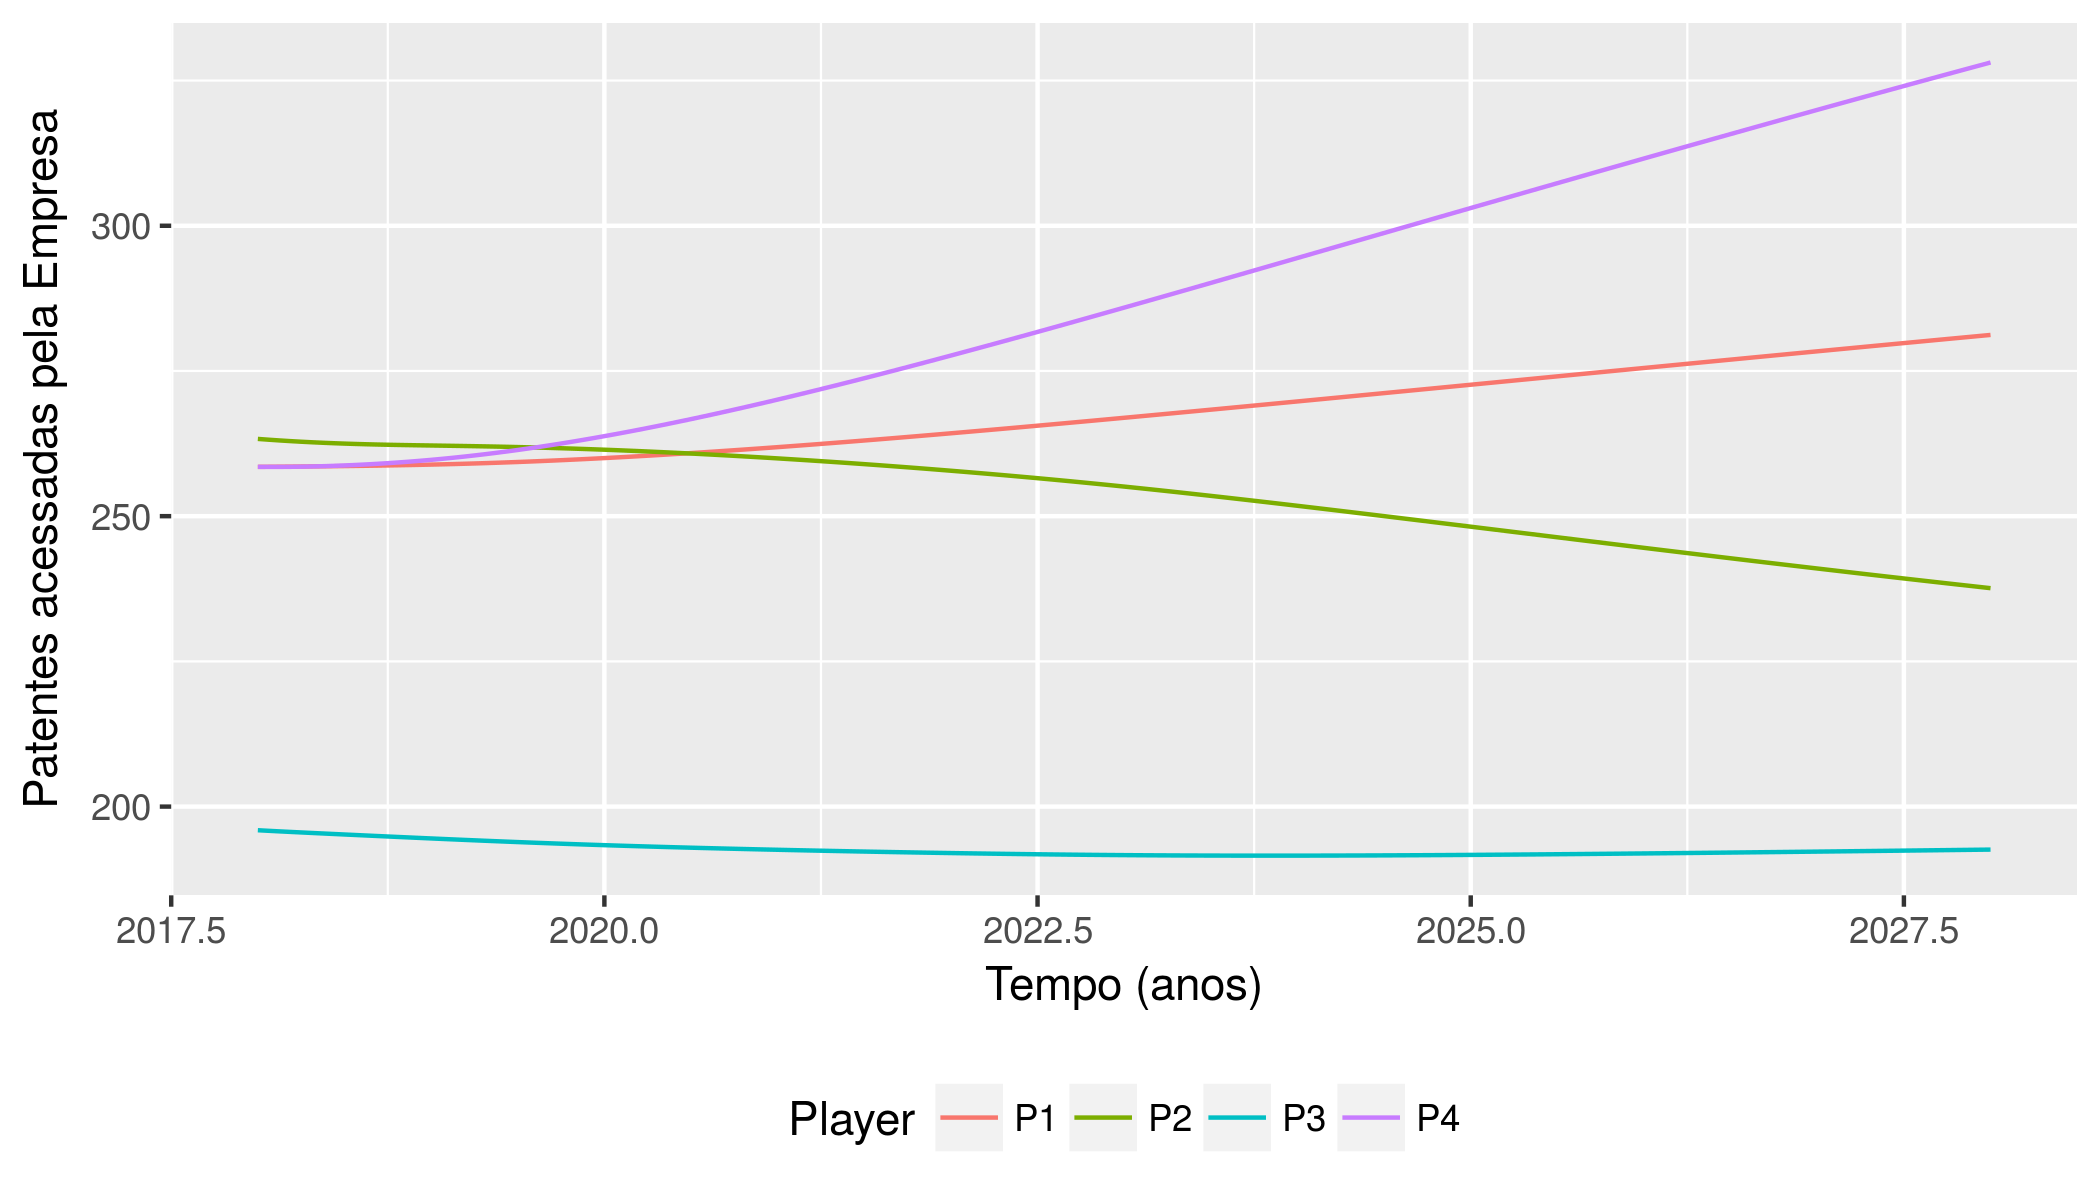 Patentes acessadas pela Empresa
300
250
200
2017.5 2020.0 2022.5 2025.0 2027.5
Tempo (anos)
Player P1 P2 P3 P4